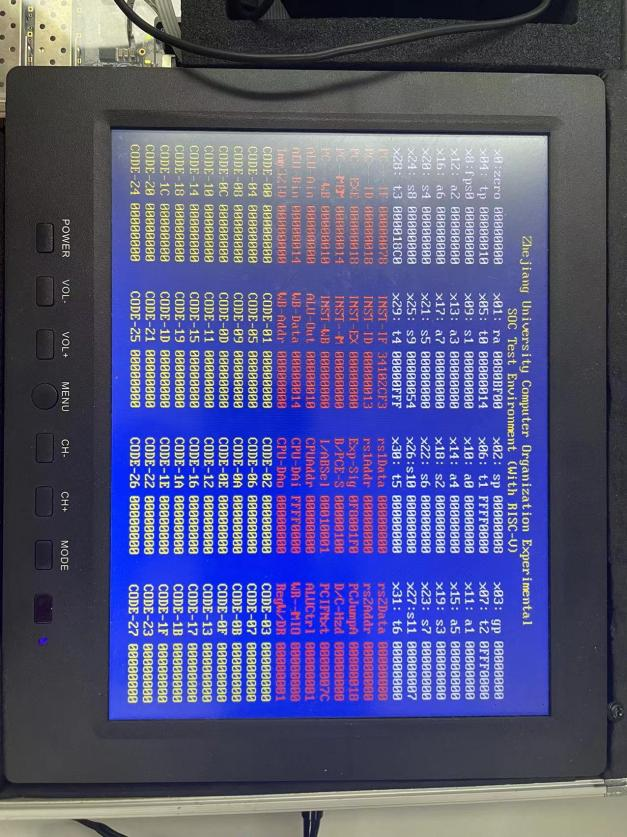 Zhejiang University Computer Organization Experimental
SOC Test Environment (With RISC-V)
x0:zero 00000000 x01: ra 003DBF00 x02: sp 00000008 x03: gp 00000000
x04: tp 00000010 x05: t0 00000014 x06: t1 FFFF0000 x07: t2 0FFF0000
x8:fps0 00000000 x09: s1 00000000 x10: a0 00000000 x11: a1 00000000
x12: a2 00000000 x13: a3 00000000 x14: a4 00000000 x15: a5 00000000
x16: a6 00000000 x17: a7 00000000 x18: s2 00000000 x19: s3 00000000
x20: s4 00000000 x21: s5 00000000 x22: s6 00000000 x23: s7 00000000
x24: s8 00000000 x25: s9 00000054 x26:s10 00000000 x27:s11 00000007
x28: t3 000018C0 x29: t4 00000FFF x30: t5 00000000 x31: t6 00000000
PC---IF 00000078 INST-IF 34102CF3 rs1Data 00000000 rs2Data 00000000
PC---ID INST-ID 00000013 rs1Addr 00000000 rs2Addr 00000000
PC--EXE 00000018 INST-EX 00000000 Exp-Sig PCJumpA 00000018
PC--MEM 00000014 INST--M 00000000 B/PCE-S 00000100 D/C-Hzd 00000000
PC---WB 00000010 INST-WB 00000000 I/ABSel 00010001 PCIFNxt 0000007C
ALU-Ain 00000000 ALU-Out 00000010 CPUAddr 00000010 ALUCtrl 00000001
ALU-Bin 00000014 WB-Data 00000014 CPU-DAi FFFF0000 WR--MIO 00000000
Imm32ID 00000000 WB-Addr 00000000 CPU-DAo 00000000 RegW/DR 00000001
CODE-00 00000000 CODE-01 00000000 CODE-02 00000000 CODE-03 00000000
CODE-04 00000000 CODE-05 00000000 CODE-06 00000000 CODE-07 00000000
CODE-08 00000000 CODE-09 00000000 CODE-0A 00000000 CODE-0B 00000000
CODE-0C 00000000 CODE-0D 00000000 CODE-0E 00000000 CODE-0F 00000000
CODE-10 00000000 CODE-11 00000000 CODE-12 00000000 CODE-13 00000000
CODE-14 00000000 CODE-15 00000000 CODE-16 00000000 CODE-17 00000000
CODE-18 00000000 CODE-19 00000000 CODE-1A 00000000 CODE-1B 00000000
CODE-1C 00000000 CODE-1D 00000000 CODE-1E 00000000 CODE-1F 00000000
CODE-20 00000000 CODE-21 00000000 CODE-22 00000000 CODE-23 00000000
CODE-24 00000000 CODE-25 00000000 CODE-26 00000000 CODE-27 00000000
POWER VOL- VOL+ MENU CH- CH+ MODE